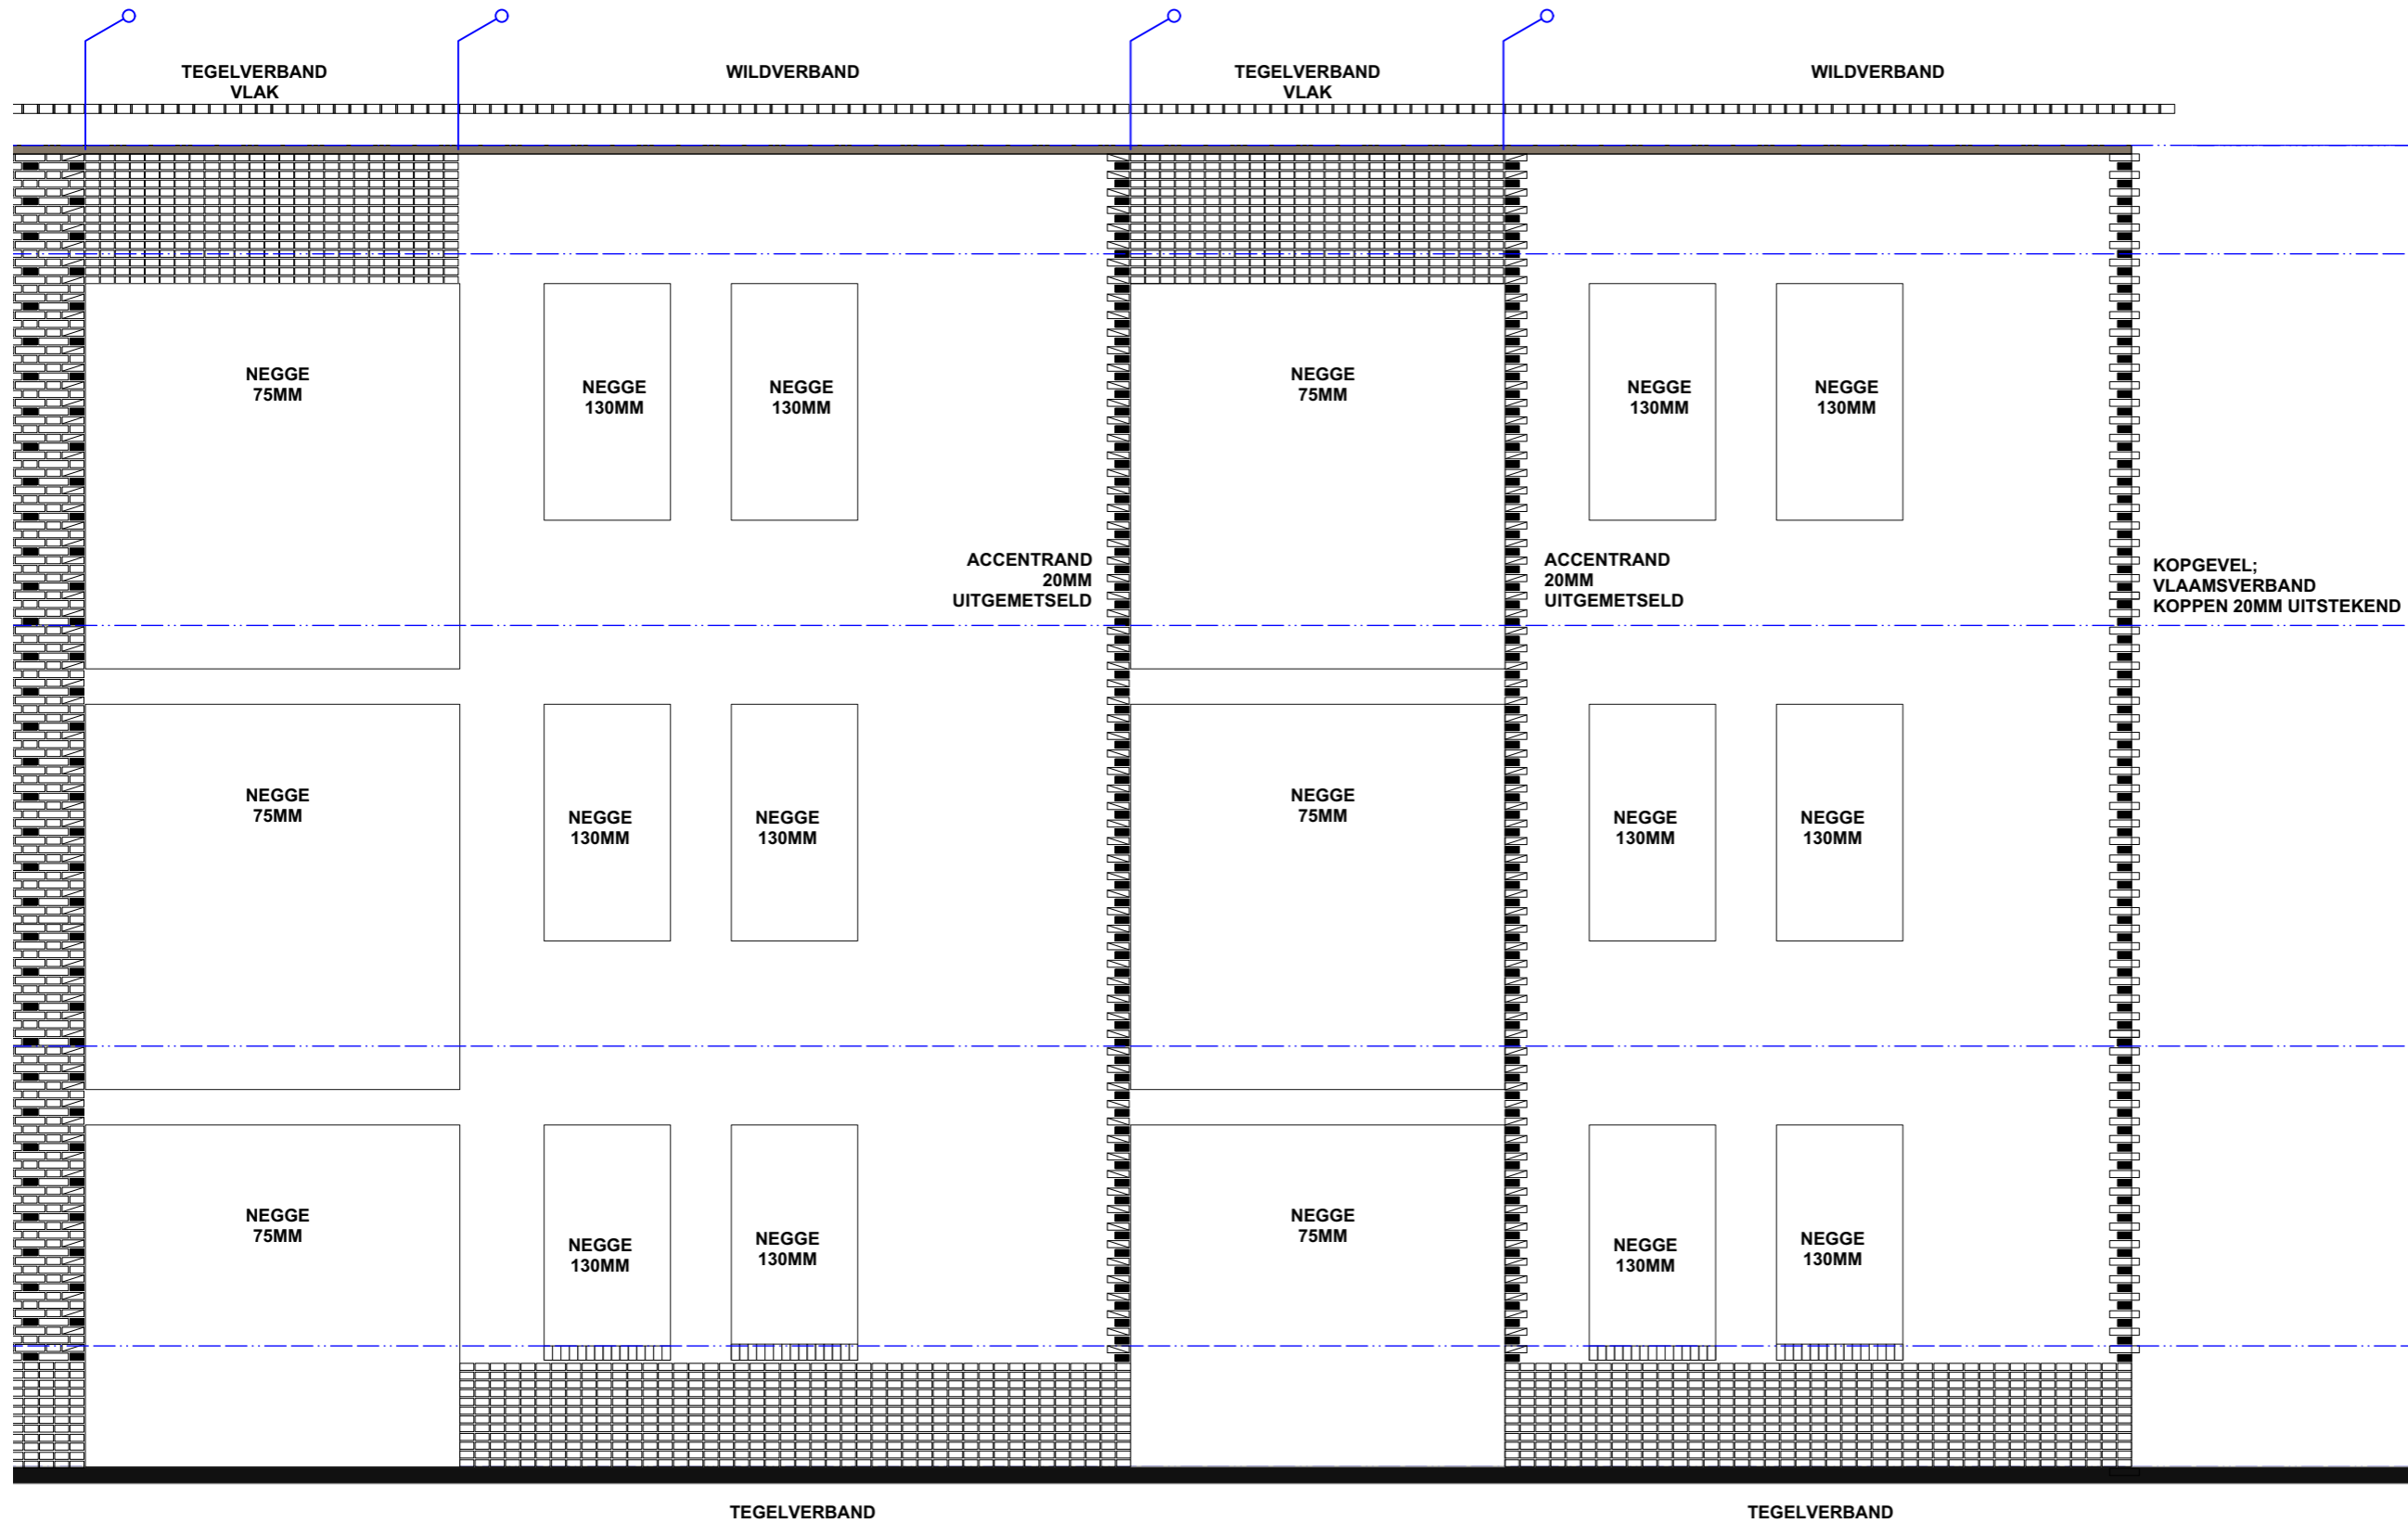 TEGELVERBAND
VLAK
WILDVERBAND
TEGELVERBAND
VLAK
WILDVERBAND
NEGGE
75MM
NEGGE
130MM
NEGGE
130MM
NEGGE
75MM
NEGGE
130MM
NEGGE
130MM
ACCENTRAND
20MM
UITGEMETSELD
ACCENTRAND
20MM
UITGEMETSELD
KOPGEVEL;
VLAAMSVERBAND
KOPPEN 20MM UITSTEKEND
NEGGE
75MM
NEGGE
130MM
NEGGE
130MM
NEGGE
75MM
NEGGE
130MM
NEGGE
130MM
NEGGE
75MM
NEGGE
130MM
NEGGE
130MM
NEGGE
75MM
NEGGE
130MM
NEGGE
130MM
TEGELVERBAND
TEGELVERBAND